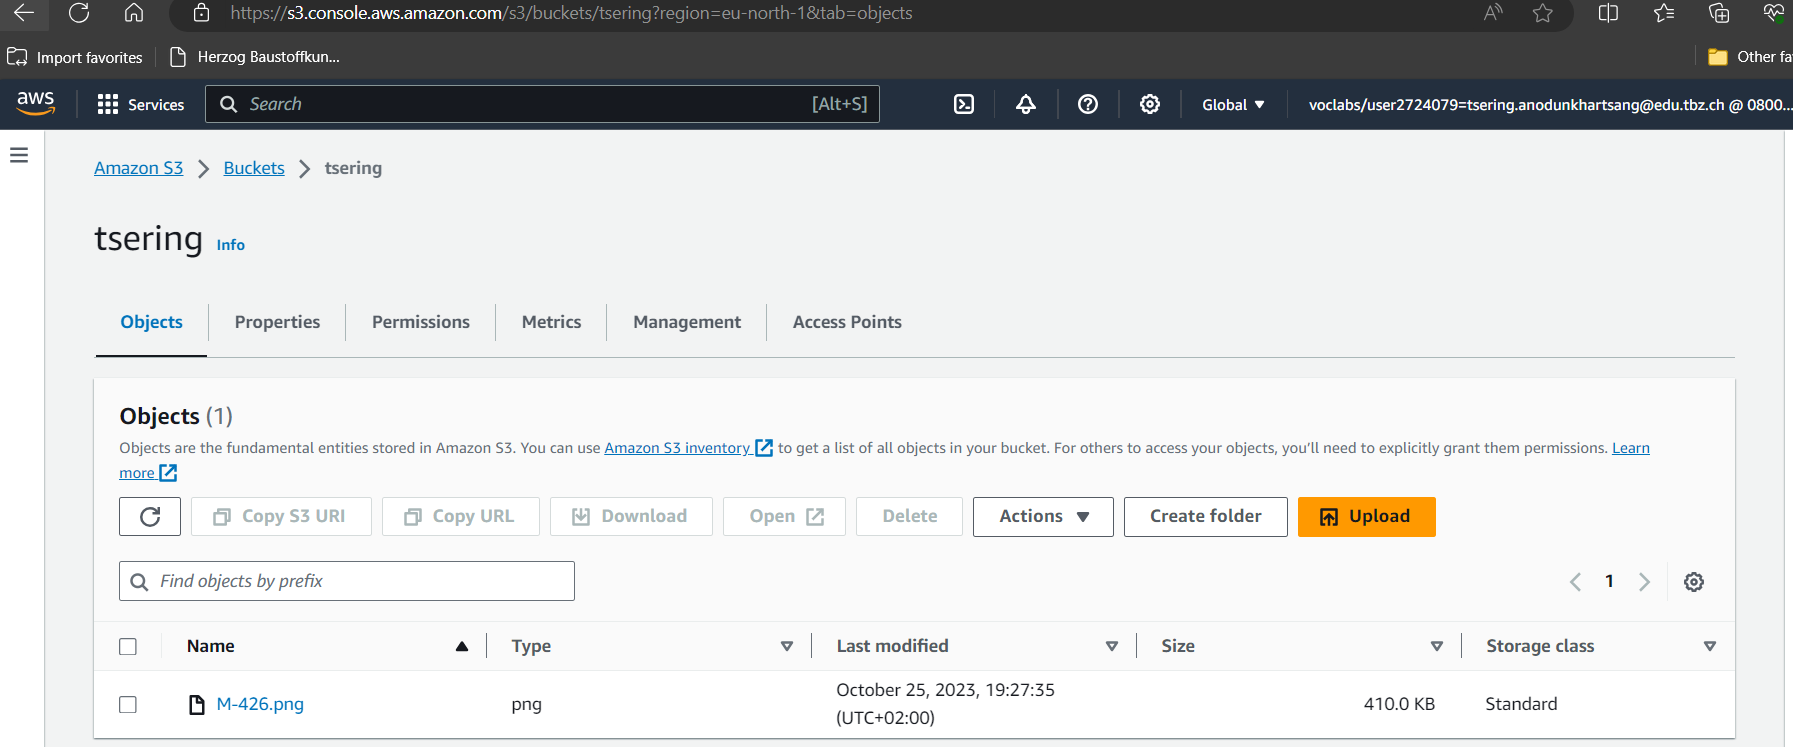 https://s3.console.aws.amazon.com/s3/buckets/tsering?region=eu-north-1&tab=objects
Import favorites
Herzog Baustoffkun...
Other fa
aws
Services
Search
[Alt+S]
Global
voclabs/user2724079=tsering.anodunkhartsang@edu.tbz.ch @ 0800...
Amazon S3
Buckets
tsering
tsering
Info
Objects
Properties
Permissions
Metrics
Management
Access Points
Objects (1)
Objects are the fundamental entities stored in Amazon S3. You can use Amazon S3 inventory to get a list of all objects in your bucket. For others to access your objects, you'll need to explicitly grant them permissions. Learn
more
Copy S3 URI
Copy URL
Download
Open
Delete
Actions
Create folder
Upload
Find objects by prefix
1
Name
Type
Last modified
Size
Storage class
M-426.png
png
October 25, 2023, 19:27:35
(UTC+02:00)
410.0 KB
Standard